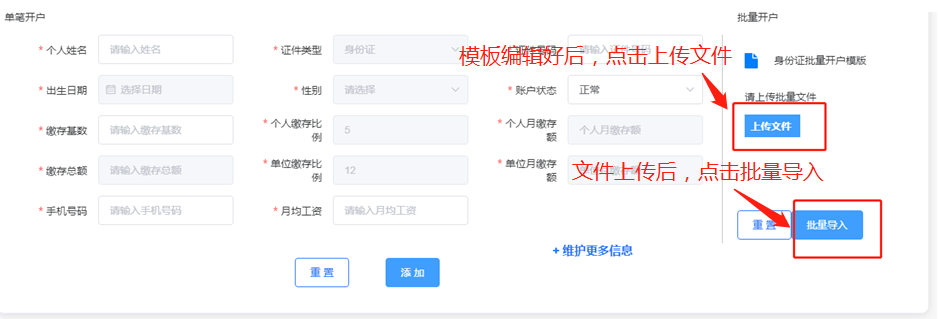 单笔开户
批量开户
* 个人姓名 请输入姓名 * 证件类型 身份证 * 证件号码 请输入证件号码
模板编辑好后，点击上传文件
身份证批量开户模版
* 出生日期 选择日期 * 性别 请选择 * 账户状态 正常
请上传批量文件
* 缴存基数 请输入缴存基数 * 个人缴存比例 5 * 个人月缴存额 个人月缴存额
上传文件
* 缴存总额 请输入缴存总额 * 单位缴存比例 12 * 单位月缴存额
文件上传后，点击批量导入
* 手机号码 请输入手机号码 * 月均工资 请输入月均工资
重置 批量导入
+ 维护更多信息
重置 添加